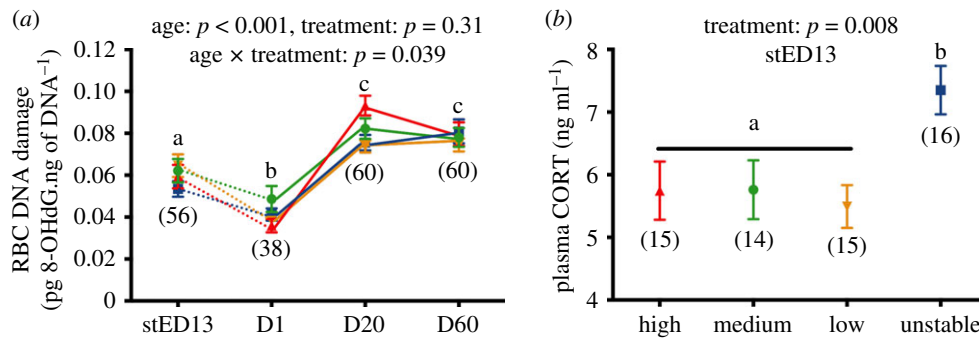 (a)
age: p < 0.001, treatment: p = 0.31
age × treatment: p = 0.039
RBC DNA damage
(pg 8-OHdG.ng of DNA⁻¹)
0.12
0.10
0.08
0.06
0.04
0.02
0
a
b
c
c
(56)
(38)
(60)
(60)
stED13 D1 D20 D60
(b)
treatment: p = 0.008
stED13
plasma CORT (ng ml⁻¹)
8
7
6
5
4
a
b
(15)
(14)
(15)
(16)
high medium low unstable